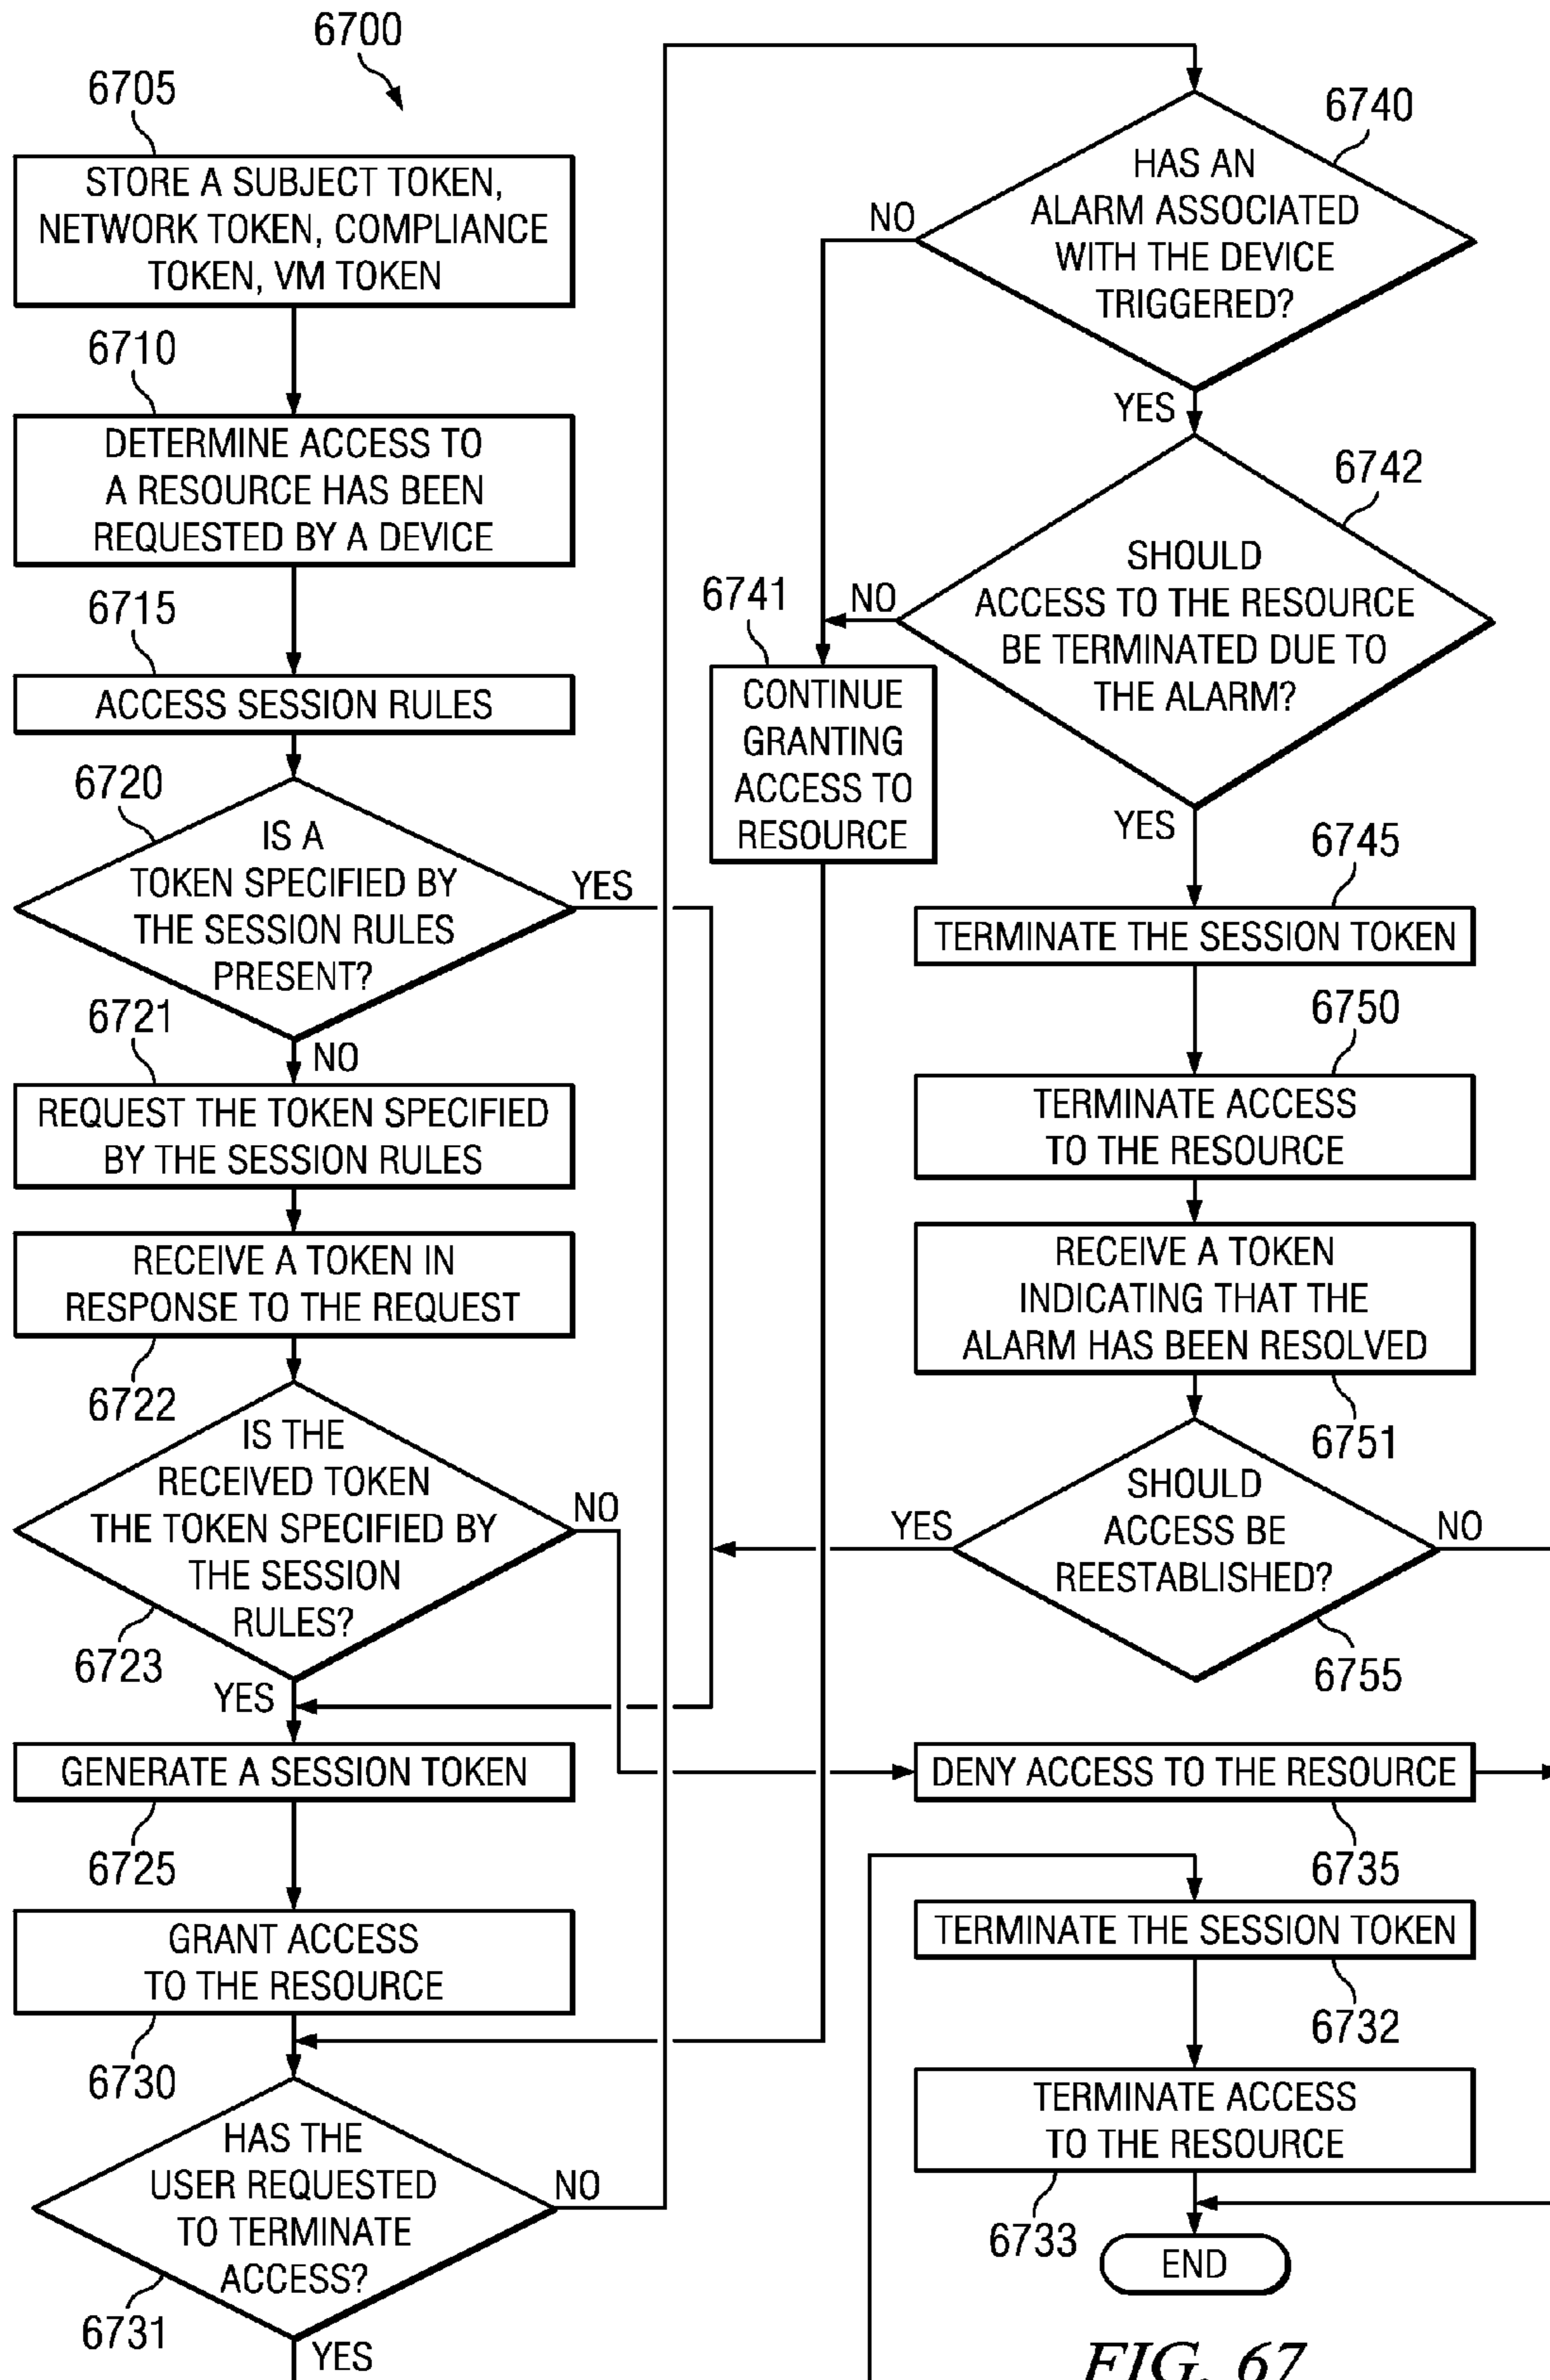 6700
6705
STORE A SUBJECT TOKEN,
NETWORK TOKEN, COMPLIANCE
TOKEN, VM TOKEN
6710
DETERMINE ACCESS TO
A RESOURCE HAS BEEN
REQUESTED BY A DEVICE
6715
ACCESS SESSION RULES
6720
IS A
TOKEN SPECIFIED BY
THE SESSION RULES
PRESENT?
YES
NO
6721
REQUEST THE TOKEN SPECIFIED
BY THE SESSION RULES
RECEIVE A TOKEN IN
RESPONSE TO THE REQUEST
6722
IS THE
RECEIVED TOKEN
THE TOKEN SPECIFIED BY
THE SESSION
RULES?
NO
6723
YES
GENERATE A SESSION TOKEN
6725
GRANT ACCESS
TO THE RESOURCE
6730
HAS THE
USER REQUESTED
TO TERMINATE
ACCESS?
NO
6731
YES
6740
HAS AN
ALARM ASSOCIATED
WITH THE DEVICE
TRIGGERED?
NO
YES
6742
SHOULD
ACCESS TO THE RESOURCE
BE TERMINATED DUE TO
THE ALARM?
NO
YES
6741
CONTINUE
GRANTING
ACCESS TO
RESOURCE
6745
TERMINATE THE SESSION TOKEN
6750
TERMINATE ACCESS
TO THE RESOURCE
RECEIVE A TOKEN
INDICATING THAT THE
ALARM HAS BEEN RESOLVED
6751
SHOULD
ACCESS BE
REESTABLISHED?
YES
NO
6755
DENY ACCESS TO THE RESOURCE
6735
TERMINATE THE SESSION TOKEN
6732
TERMINATE ACCESS
TO THE RESOURCE
6733
END
FIG. 67